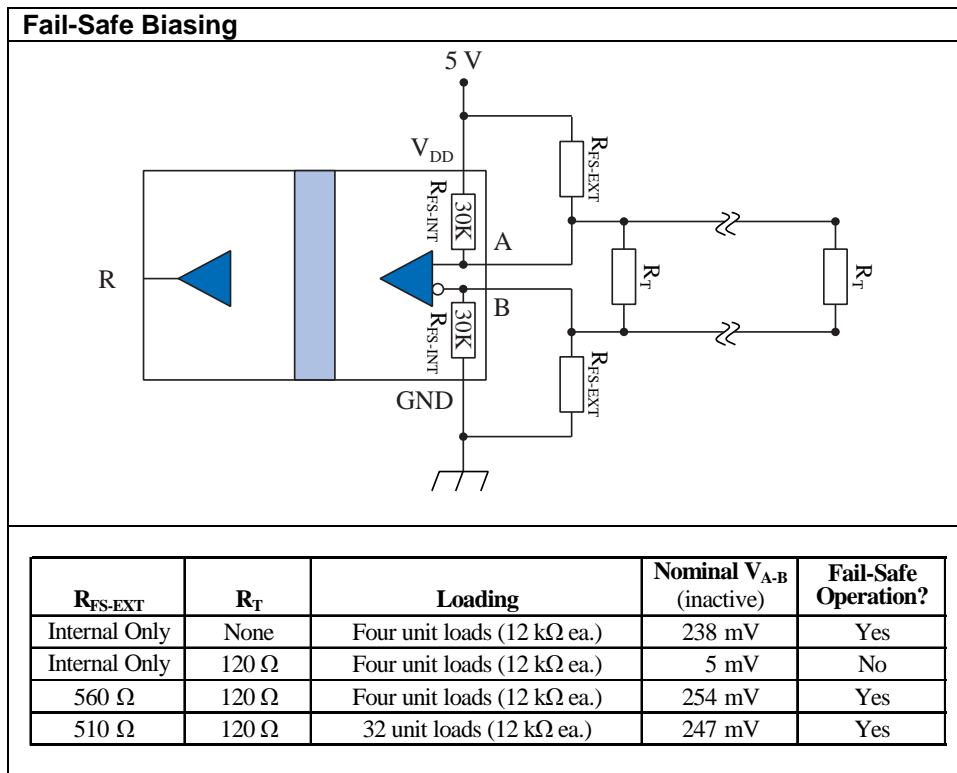 Fail-Safe Biasing
5 V
V_DD
R_FS-EXT
R_FS-INT
30K
A
R
R_T
R_T
B
R_FS-INT
30K
R_FS-EXT
GND
R_FS-EXT R_T Loading Nominal V_A-B (inactive) Fail-Safe Operation?
Internal Only None Four unit loads (12 kΩ ea.) 238 mV Yes
Internal Only 120 Ω Four unit loads (12 kΩ ea.) 5 mV No
560 Ω 120 Ω Four unit loads (12 kΩ ea.) 254 mV Yes
510 Ω 120 Ω 32 unit loads (12 kΩ ea.) 247 mV Yes